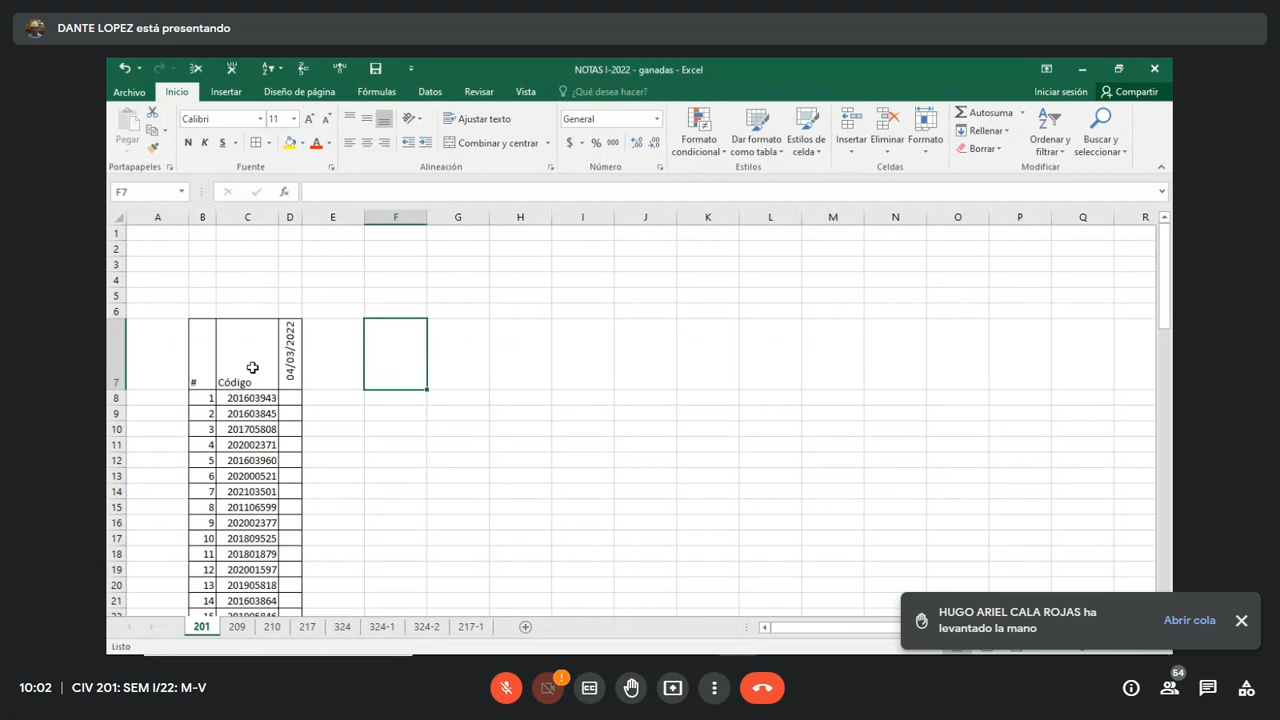 DANTE LOPEZ está presentando
NOTAS I-2022 - ganadas - Excel
Archivo Inicio Insertar Diseño de página Fórmulas Datos Revisar Vista ¿Qué desea hacer? Iniciar sesión Compartir
Pegar
Calibri 11
N K S
Ajustar texto
Combinar y centrar
General
$ % 000
Formato condicional
Dar formato como tabla
Estilos de celda
Insertar Eliminar Formato
Autosuma
Rellenar
Borrar
Ordenar y filtrar
Buscar y seleccionar
Portapapeles Fuente Alineación Número Estilos Celdas Modificar
F7 fx
A B C D E F G H I J K L M N O P Q R
1
2
3
4
5
6
7 # Código 04/03/2022
8 1 201603943
9 2 201603845
10 3 201705808
11 4 202002371
12 5 201603960
13 6 202000521
14 7 202103501
15 8 201106599
16 9 202002377
17 10 201809525
18 11 201801879
19 12 202001597
20 13 201905818
21 14 201603864
201 209 210 217 324 324-1 324-2 217-1
Listo
HUGO ARIEL CALA ROJAS ha
levantado la mano
Abrir cola
10:02 CIV 201: SEM I/22: M-V
64